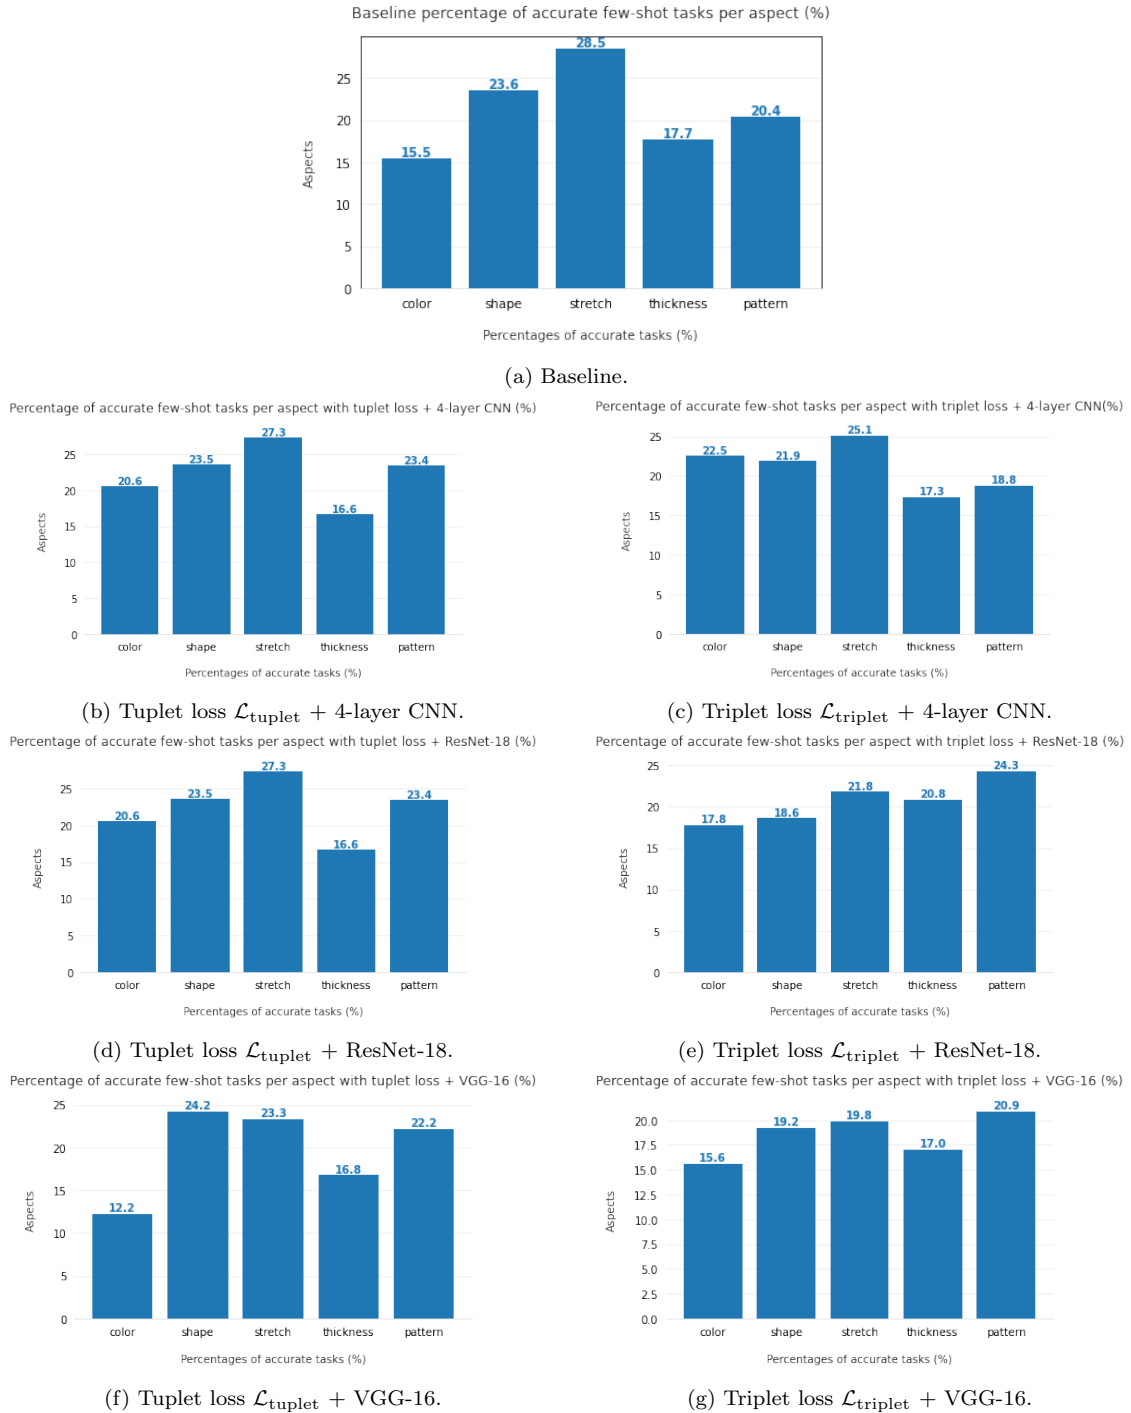 Baseline percentage of accurate few-shot tasks per aspect (%)
28.5
25
23.6
20.4
20
17.7
15.5
15
10
5
0
Aspects
color shape stretch thickness pattern
Percentages of accurate tasks (%)
(a) Baseline.
Percentage of accurate few-shot tasks per aspect with tuplet loss + 4-layer CNN (%)
27.3
25
23.5
23.4
20.6
20
16.6
15
10
5
0
Aspects
color shape stretch thickness pattern
Percentages of accurate tasks (%)
(b) Tuplet loss ℒtuplet + 4-layer CNN.
Percentage of accurate few-shot tasks per aspect with triplet loss + 4-layer CNN(%)
25
25.1
22.5
21.9
20
18.8
17.3
15
10
5
0
Aspects
color shape stretch thickness pattern
Percentages of accurate tasks (%)
(c) Triplet loss ℒtriplet + 4-layer CNN.
Percentage of accurate few-shot tasks per aspect with tuplet loss + ResNet-18 (%)
27.3
25
23.5
23.4
20.6
20
16.6
15
10
5
0
Aspects
color shape stretch thickness pattern
Percentages of accurate tasks (%)
(d) Tuplet loss ℒtuplet + ResNet-18.
Percentage of accurate few-shot tasks per aspect with triplet loss + ResNet-18 (%)
25
24.3
21.8
20.8
20
18.6
17.8
15
10
5
0
Aspects
color shape stretch thickness pattern
Percentages of accurate tasks (%)
(e) Triplet loss ℒtriplet + ResNet-18.
Percentage of accurate few-shot tasks per aspect with tuplet loss + VGG-16 (%)
25
24.2
23.3
22.2
20
16.8
15
12.2
10
5
0
Aspects
color shape stretch thickness pattern
Percentages of accurate tasks (%)
(f) Tuplet loss ℒtuplet + VGG-16.
Percentage of accurate few-shot tasks per aspect with triplet loss + VGG-16 (%)
20.9
20.0
19.8
19.2
17.5
17.0
15.6
15.0
12.5
10.0
7.5
5.0
2.5
0.0
Aspects
color shape stretch thickness pattern
Percentages of accurate tasks (%)
(g) Triplet loss ℒtriplet + VGG-16.